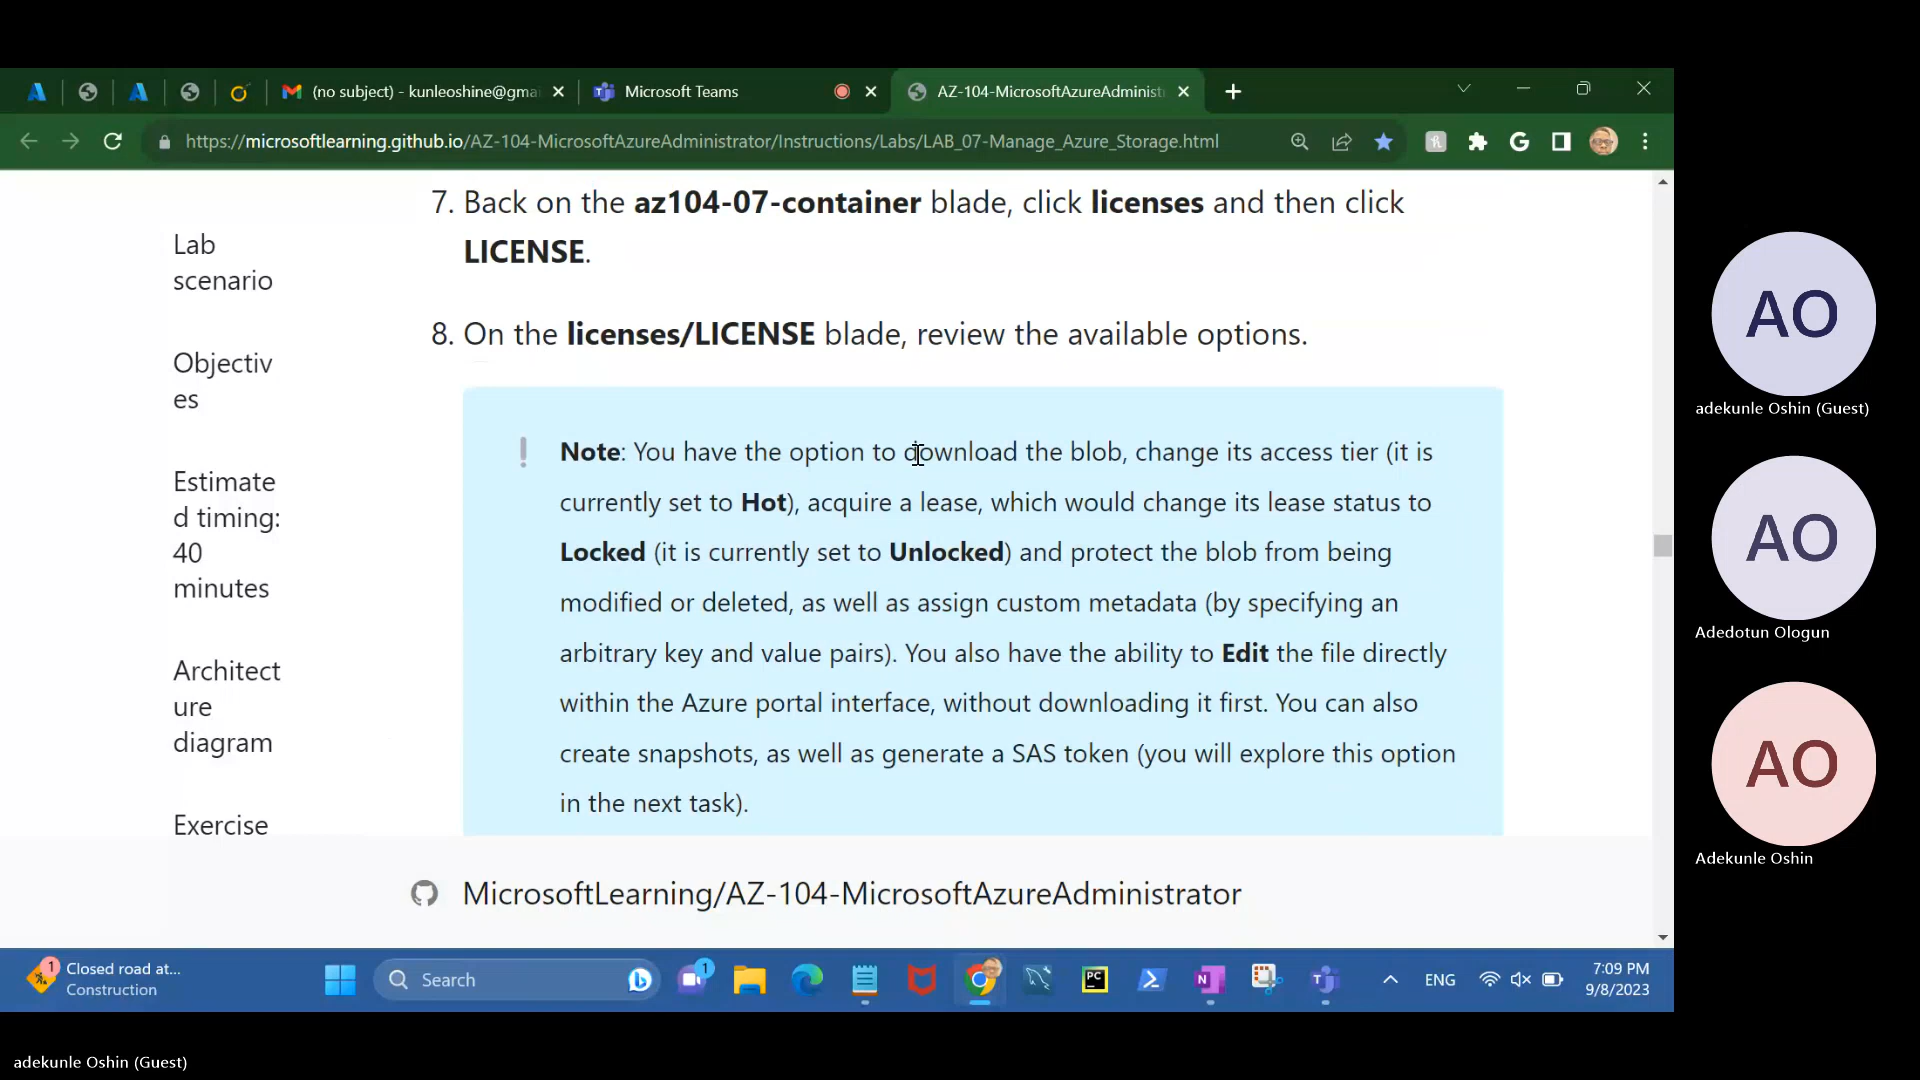 (no subject) - kunleoshine@gmai
Microsoft Teams
AZ-104-MicrosoftAzureAdministr
https://microsoftlearning.github.io/AZ-104-MicrosoftAzureAdministrator/Instructions/Labs/LAB_07-Manage_Azure_Storage.html
Lab
scenario
Objectiv
es
Estimate
d timing:
40
minutes
Architect
ure
diagram
Exercise
7. Back on the az104-07-container blade, click licenses and then click
LICENSE.
8. On the licenses/LICENSE blade, review the available options.
Note: You have the option to download the blob, change its access tier (it is
currently set to Hot), acquire a lease, which would change its lease status to
Locked (it is currently set to Unlocked) and protect the blob from being
modified or deleted, as well as assign custom metadata (by specifying an
arbitrary key and value pairs). You also have the ability to Edit the file directly
within the Azure portal interface, without downloading it first. You can also
create snapshots, as well as generate a SAS token (you will explore this option
in the next task).
MicrosoftLearning/AZ-104-MicrosoftAzureAdministrator
AO
adekunle Oshin (Guest)
AO
Adedotun Ologun
AO
Adekunle Oshin
1
Closed road at...
Construction
Search
1
PC
N
ENG
7:09 PM
9/8/2023
adekunle Oshin (Guest)